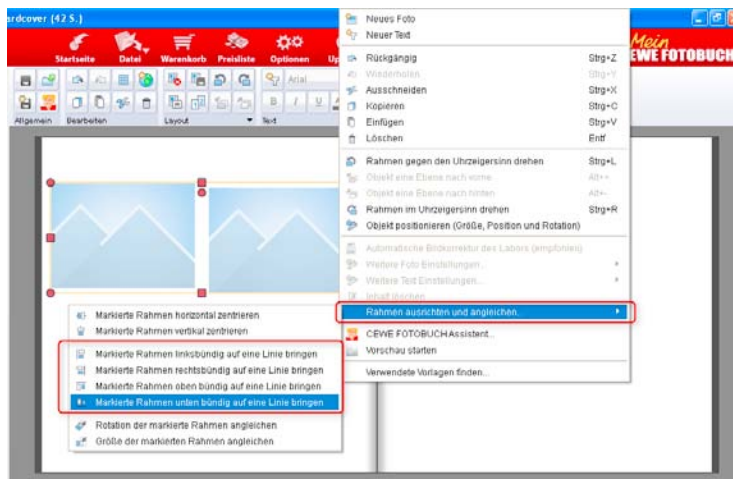 ardcover (42 S.)
Mein
EWE FOTOBUCH
Startseite
Datei
Warenkorb
Preisliste
Optionen
Up
Arial
B I U
Allgemein
Bearbeiten
Layout
Text
Neues Foto
Neuer Text
Rückgängig Strg+Z
Wiederholen Strg+Y
Ausschneiden Strg+X
Kopieren Strg+C
Einfügen Strg+V
Löschen Entf
Rahmen gegen den Uhrzeigersinn drehen Strg+L
Objekt eine Ebene nach vorne Alt++
Objekt eine Ebene nach hinten Alt+-
Rahmen im Uhrzeigersinn drehen Strg+R
Objekt positionieren (Größe, Position und Rotation)
Automatische Bildkorrektur des Labors (empfohlen)
Weitere Foto Einstellungen...
Weitere Text Einstellungen...
Inhalt löschen
Rahmen ausrichten und angleichen...
CEWE FOTOBUCH Assistent...
Vorschau starten
Verwendete Vorlagen finden...
Markierte Rahmen horizontal zentrieren
Markierte Rahmen vertikal zentrieren
Markierte Rahmen linksbündig auf eine Linie bringen
Markierte Rahmen rechtsbündig auf eine Linie bringen
Markierte Rahmen oben bündig auf eine Linie bringen
Markierte Rahmen unten bündig auf eine Linie bringen
Rotation der markierte Rahmen angleichen
Größe der markierten Rahmen angleichen